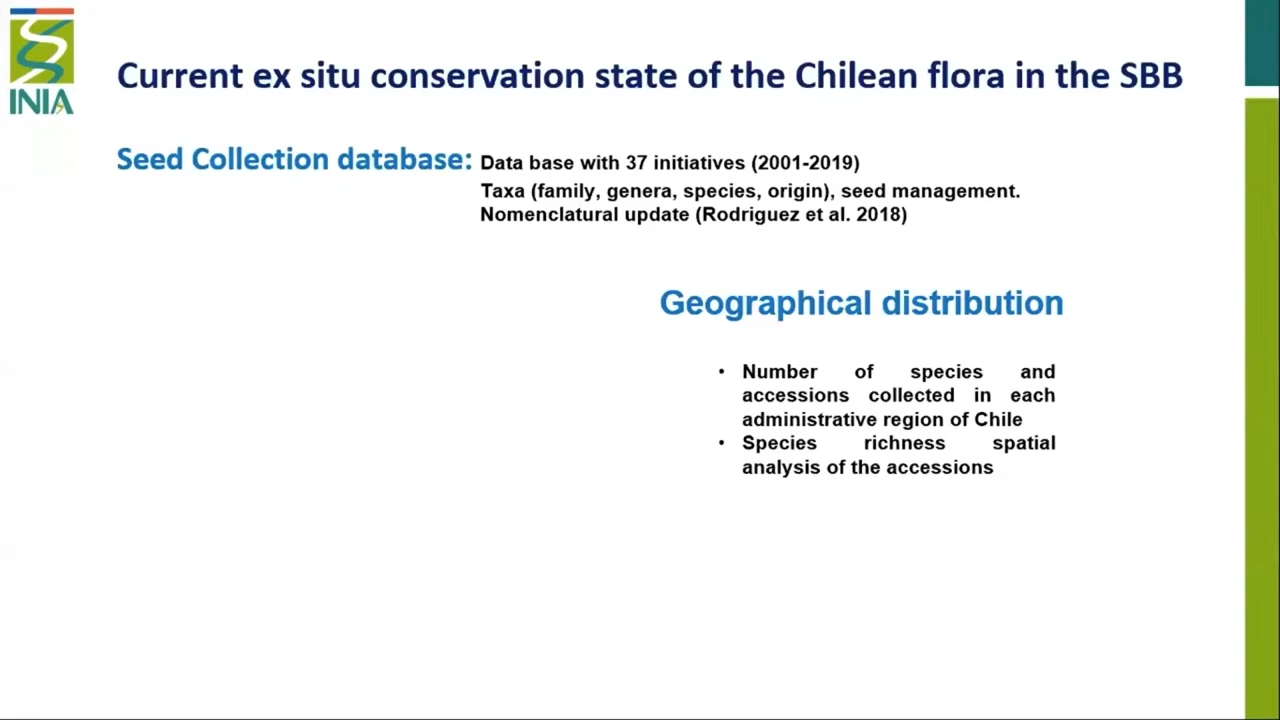 INIA
Current ex situ conservation state of the Chilean flora in the SBB
Seed Collection database: Data base with 37 initiatives (2001-2019)
Taxa (family, genera, species, origin), seed management.
Nomenclatural update (Rodriguez et al. 2018)
Geographical distribution
• Number of species and
accessions collected in each
administrative region of Chile
• Species richness spatial
analysis of the accessions